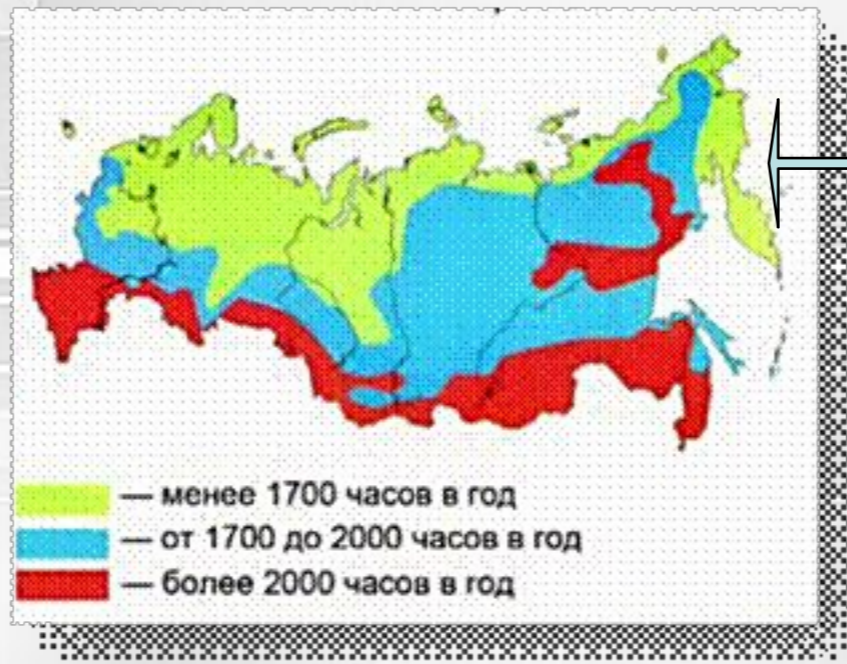 — менее 1700 часов в год
— от 1700 до 2000 часов в год
— более 2000 часов в год